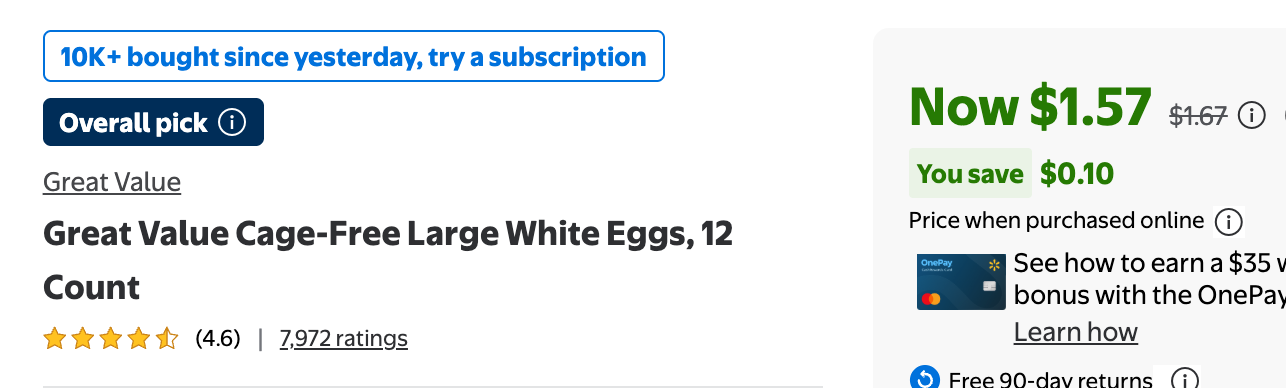 10K+ bought since yesterday, try a subscription
Overall pick
Great Value
Great Value Cage-Free Large White Eggs, 12
Count
(4.6) | 7,972 ratings
Now $1.57 $1.67
You save $0.10
Price when purchased online
OnePay
See how to earn a $35
bonus with the OnePay
Learn how
Free 90-day returns